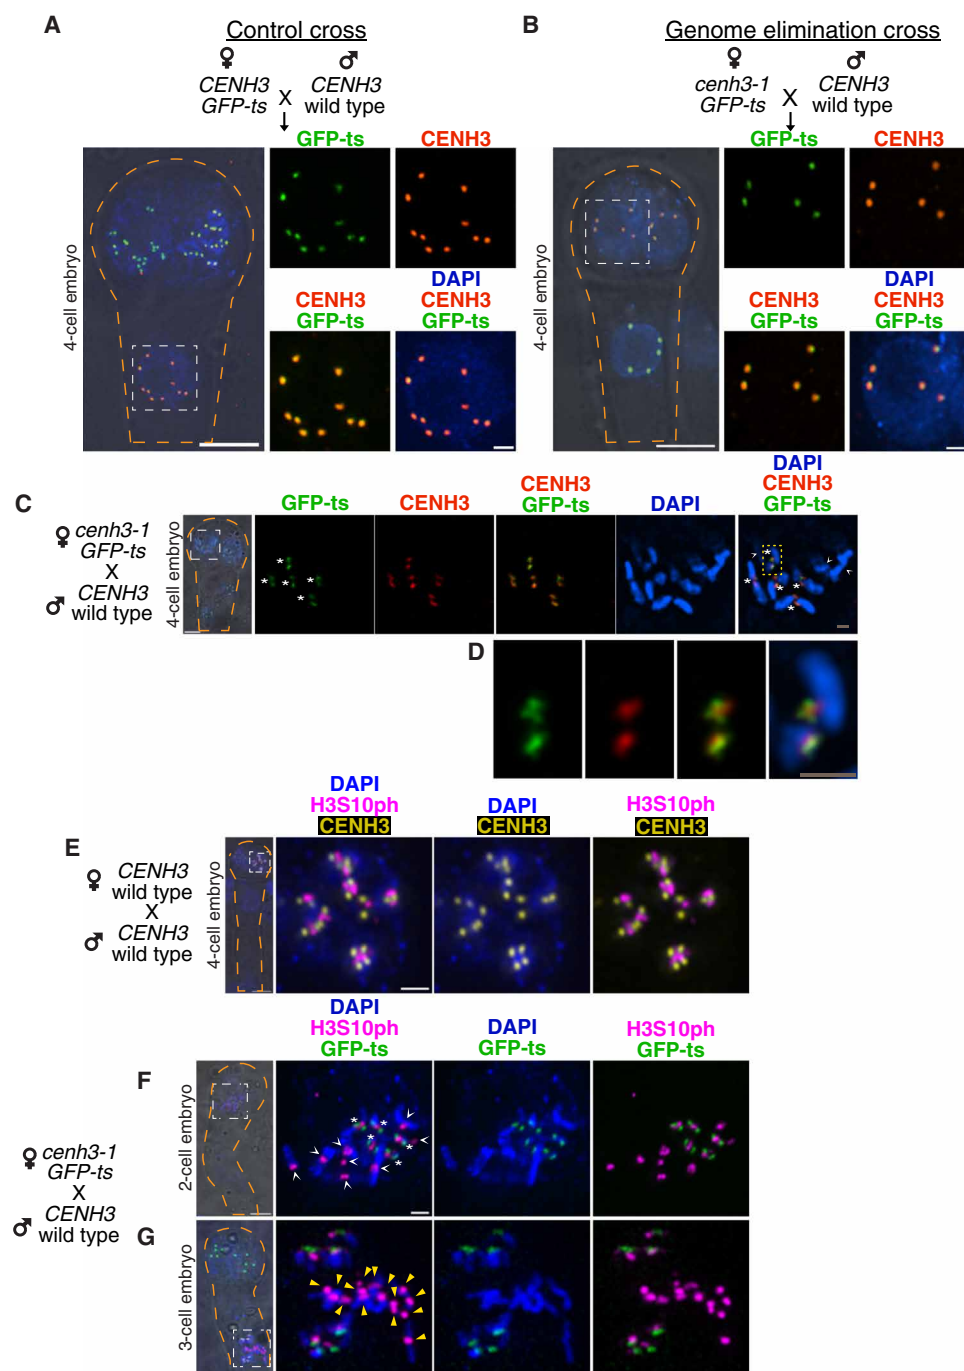 A
Control cross
♀ ♂
CENH3 CENH3
GFP-ts X wild type
GFP-ts CENH3
4-cell embryo
DAPI
CENH3 CENH3
GFP-ts GFP-ts
B
Genome elimination cross
♀ ♂
cenh3-1 CENH3
GFP-ts X wild type
GFP-ts CENH3
4-cell embryo
DAPI
CENH3 CENH3
GFP-ts GFP-ts
C
♀ cenh3-1
GFP-ts
X
♂ CENH3
wild type
4-cell embryo
GFP-ts
CENH3
CENH3
GFP-ts
DAPI
DAPI
CENH3
GFP-ts
D
E
♀ CENH3
wild type
X
♂ CENH3
wild type
4-cell embryo
DAPI
H3S10ph
CENH3
DAPI
CENH3
H3S10ph
CENH3
♀ cenh3-1
GFP-ts
X
♂ CENH3
wild type
DAPI
H3S10ph
GFP-ts
DAPI
GFP-ts
H3S10ph
GFP-ts
F
2-cell embryo
G
3-cell embryo